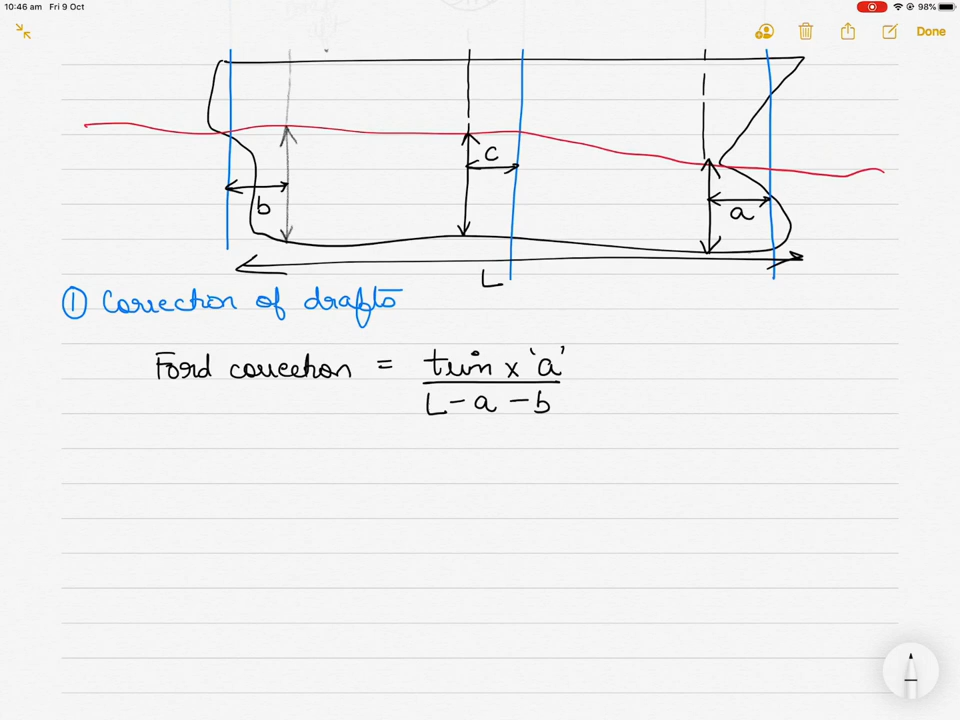 10:46 am Fri 9 Oct
98%
Done
c
b
a
L
① Correction of drafts
Ford correction = trim x 'a'
L - a - b